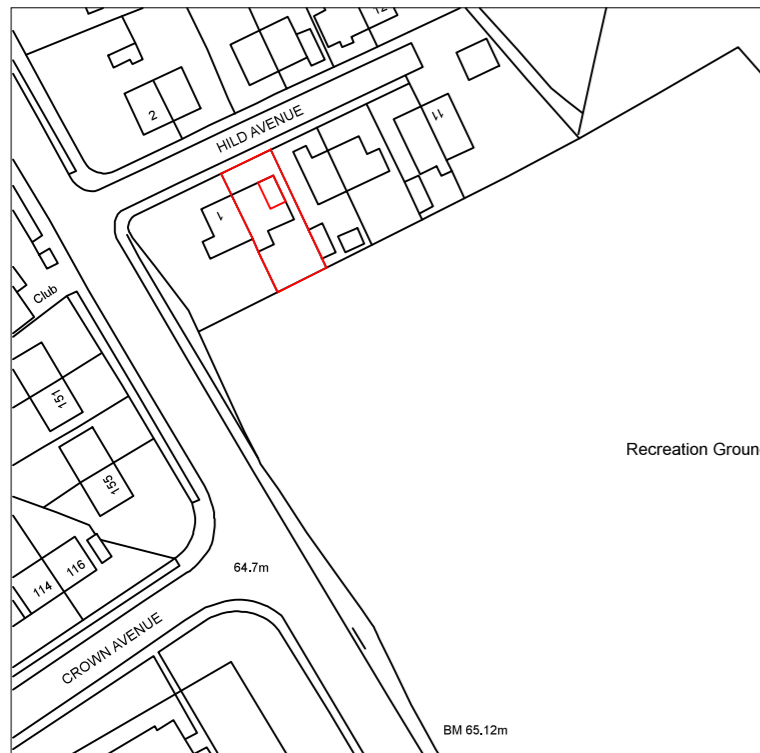 12
2
HILD AVENUE
11
1
Club
151
Recreation Groun
155
64.7m
114
116
CROWN AVENUE
BM 65.12m